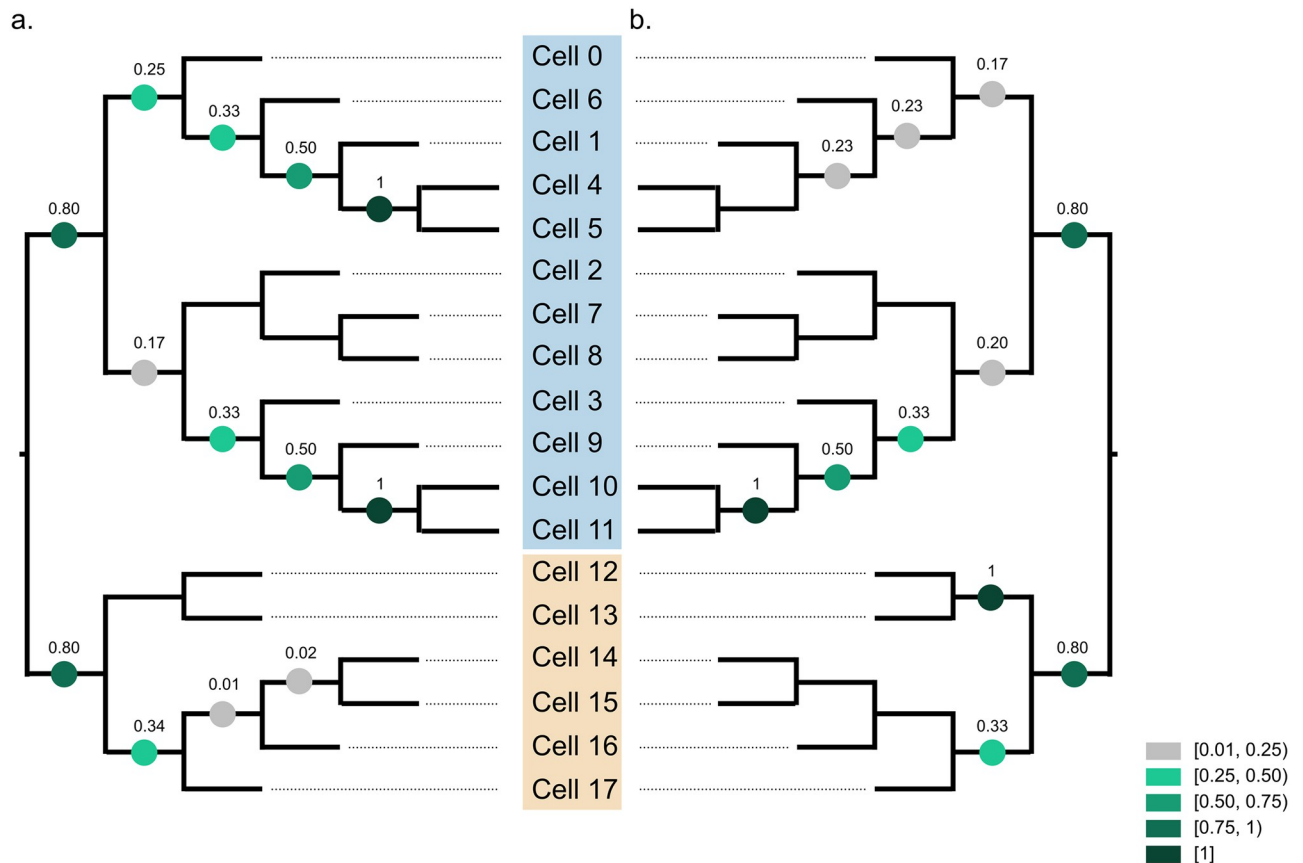 a.
b.
Cell 0
0.25
0.17
Cell 6
0.33
0.23
Cell 1
0.50
0.23
Cell 4
1
0.80
0.80
Cell 5
Cell 2
Cell 7
0.17
0.20
Cell 8
Cell 3
0.33
0.33
Cell 9
0.50
0.50
Cell 10
1
1
Cell 11
Cell 12
1
Cell 13
0.80
0.80
Cell 14
0.02
Cell 15
0.01
Cell 16
0.34
0.33
Cell 17
[0.01, 0.25)
[0.25, 0.50)
[0.50, 0.75)
[0.75, 1)
[1]